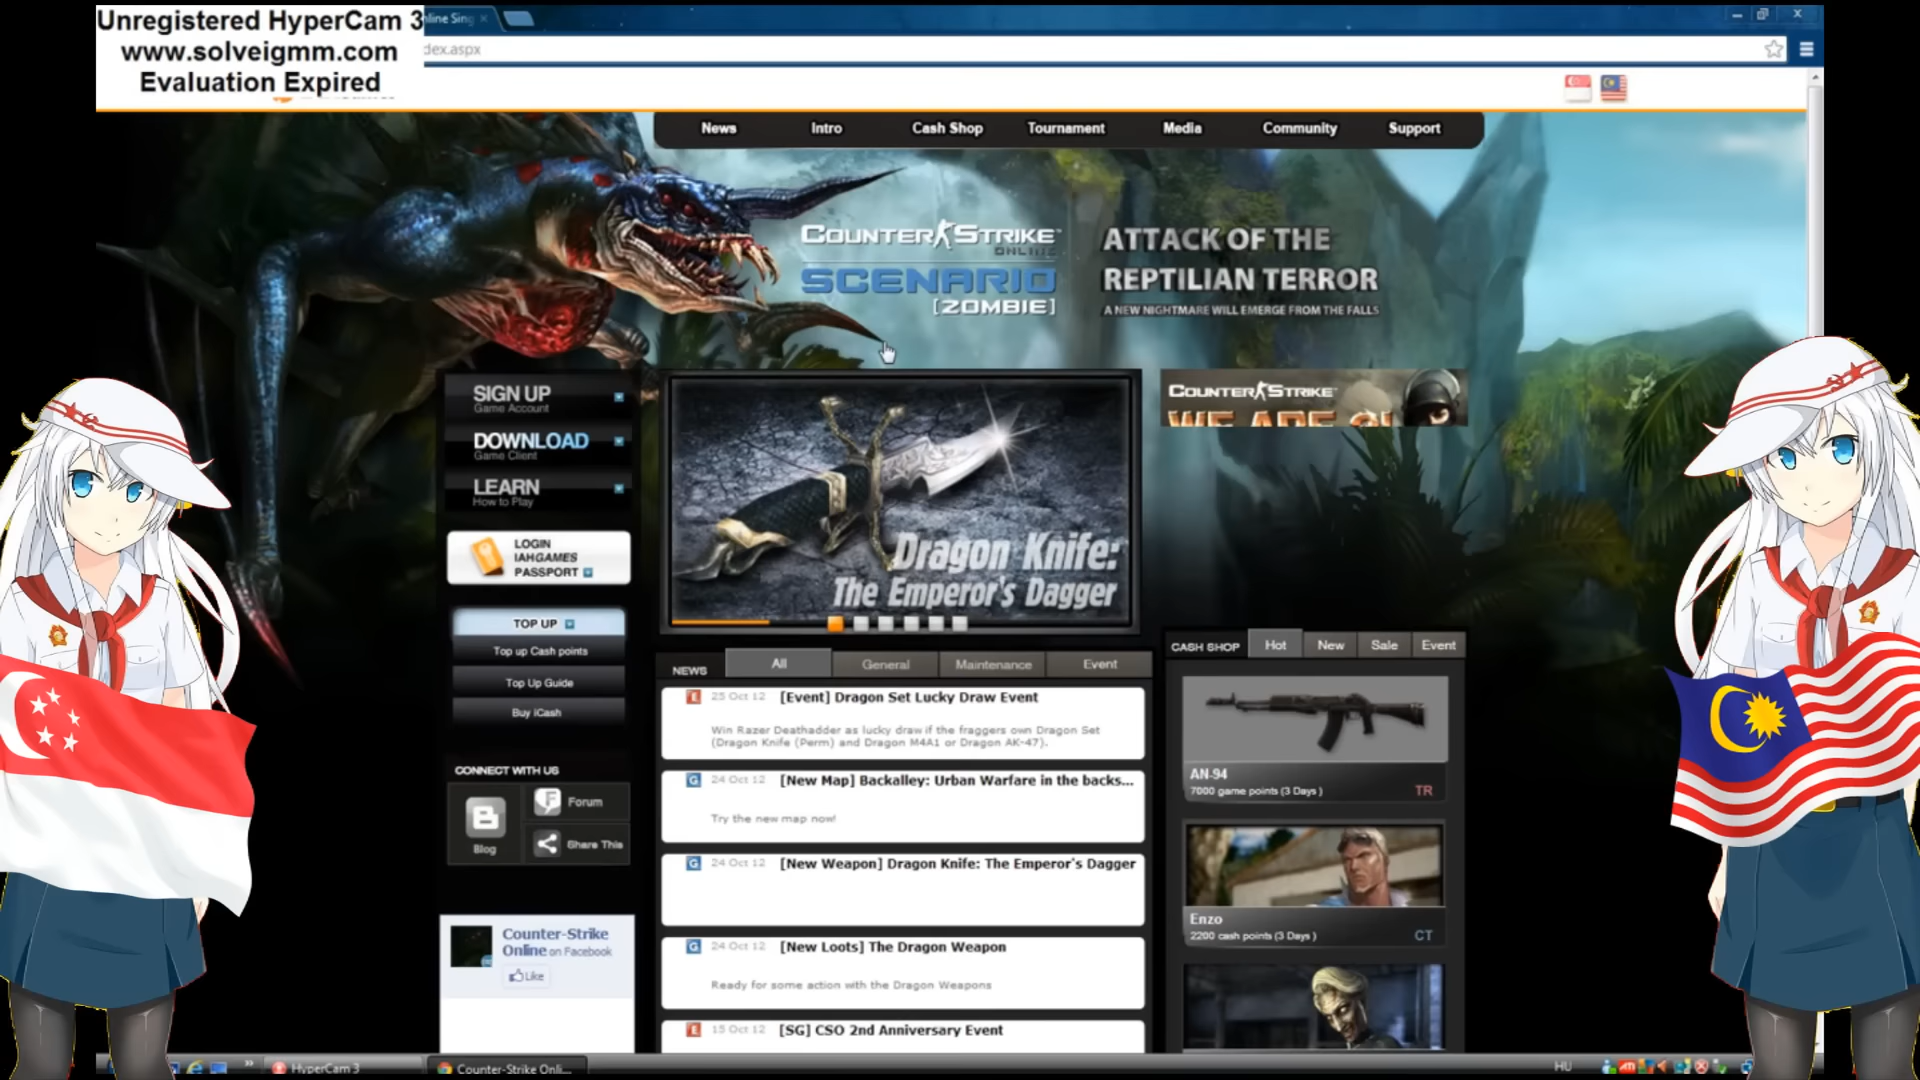 Unregistered HyperCam 3
www.solveigmm.com
Evaluation Expired
nline Sing
dex.aspx
News Intro Cash Shop Tournament Media Community Support
COUNTER STRIKE
ONLINE
SCENARIO
[ZOMBIE]
ATTACK OF THE
REPTILIAN TERROR
A NEW NIGHTMARE WILL EMERGE FROM THE FALLS
SIGN UP
Game Account
DOWNLOAD
Game Client
LEARN
How to Play
LOGIN
IAHGAMES
PASSPORT
TOP UP
Top up Cash points
Top Up Guide
Buy iCash
CONNECT WITH US
Blog
Forum
Share This
Counter-Strike
Online on Facebook
Like
Dragon Knife:
The Emperor's Dagger
COUNTER STRIKE
WE ARE
NEWS All General Maintenance Event
E 25 Oct 12 [Event] Dragon Set Lucky Draw Event
Win Razer Deathadder as lucky draw if the fraggers own Dragon Set
(Dragon Knife (Perm) and Dragon M4A1 or Dragon AK-47).
G 24 Oct 12 [New Map] Backalley: Urban Warfare in the backs...
Try the new map now!
G 24 Oct 12 [New Weapon] Dragon Knife: The Emperor's Dagger
G 24 Oct 12 [New Loots] The Dragon Weapon
Ready for some action with the Dragon Weapons
E 15 Oct 12 [SG] CSO 2nd Anniversary Event
CASH SHOP Hot New Sale Event
AN-94
7000 game points (3 Days )
TR
Enzo
2200 cash points (3 Days )
CT
HyperCam 3
Counter-Strike Onli...
HU